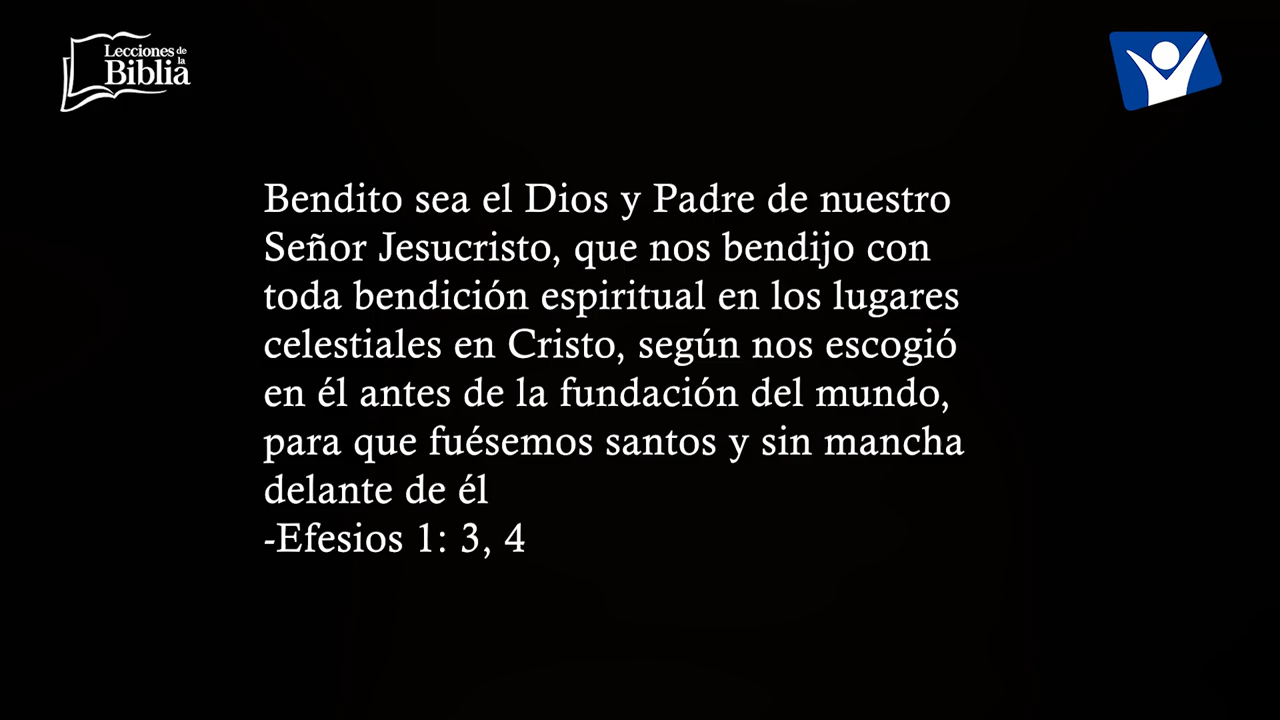 Lecciones de
la
Biblia
Bendito sea el Dios y Padre de nuestro
Señor Jesucristo, que nos bendijo con
toda bendición espiritual en los lugares
celestiales en Cristo, según nos escogió
en él antes de la fundación del mundo,
para que fuésemos santos y sin mancha
delante de él
-Efesios 1: 3, 4